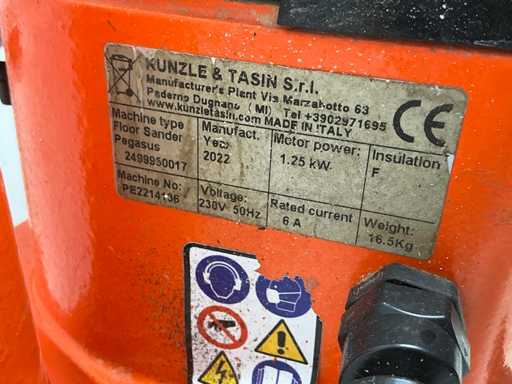 KUNZLE & TASIN S.r.l.
Manufacturer's Plant Via Marzabotto 63
Paderno Dugnano (MI) Tel +3902971695
www.kunzletasin.com MADE IN ITALY
CE
Machine type
Floor Sander
Pegasus
2499950017
Manufact.
Year
2022
Motor power:
1.25 kW.
Insulation
F
Machine No:
PE2214136
Voltage:
230V 50Hz
Rated current
6 A
Weight:
16.5Kg